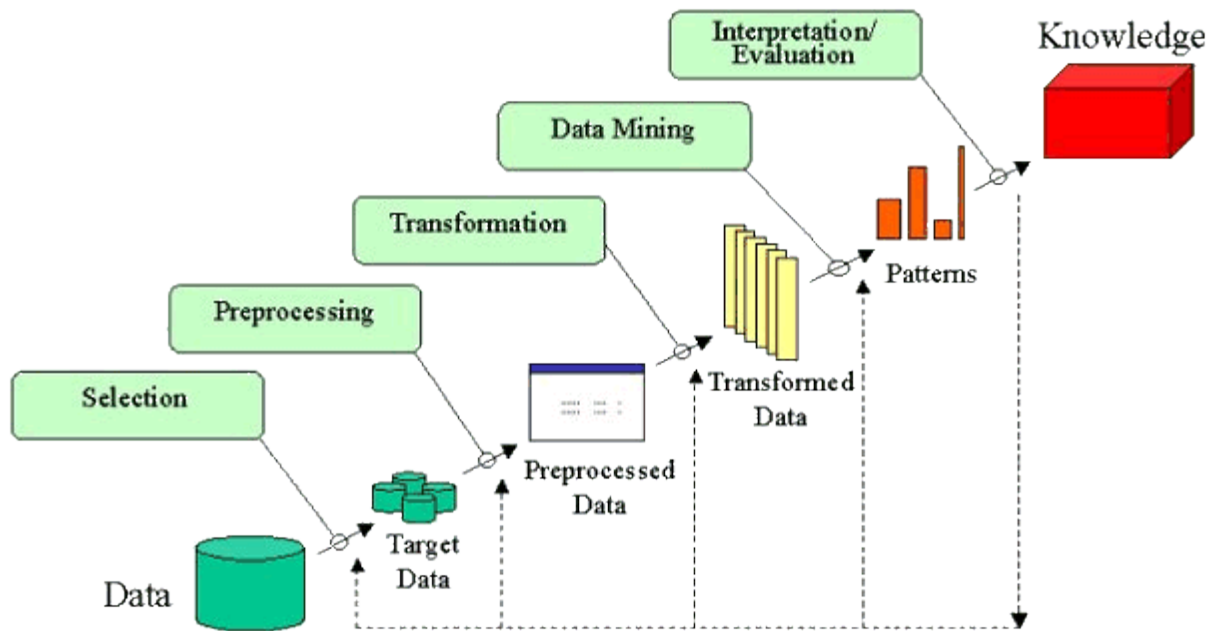 Interpretation/
Evaluation
Knowledge
Data Mining
Transformation
Patterns
Preprocessing
Transformed
Data
Selection
Preprocessed
Data
Target
Data
Data